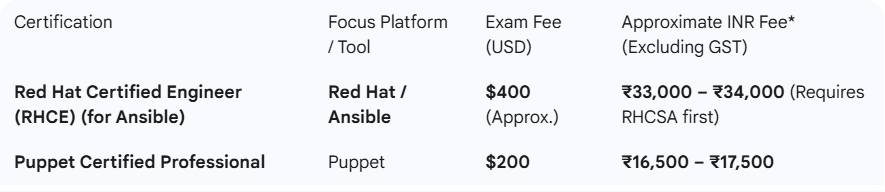 Certification
Focus Platform
/ Tool
Exam Fee
(USD)
Approximate INR Fee*
(Excluding GST)
Red Hat Certified Engineer
(RHCE) (for Ansible)
Red Hat /
Ansible
$400
(Approx.)
₹33,000 – ₹34,000 (Requires
RHCSA first)
Puppet Certified Professional
Puppet
$200
₹16,500 – ₹17,500